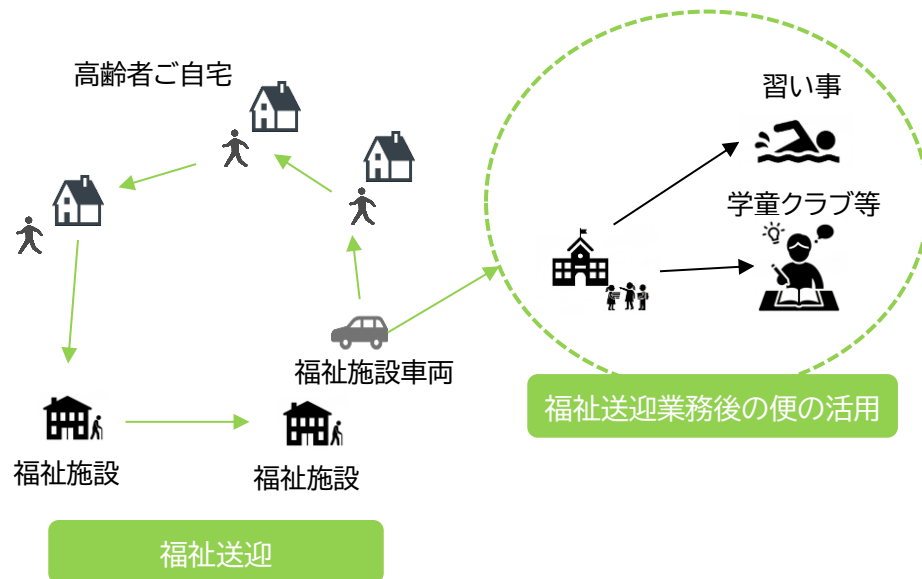 高齢者ご自宅
習い事
学童クラブ等
福祉施設車両
福祉送迎業務後の便の活用
福祉施設
福祉施設
福祉送迎